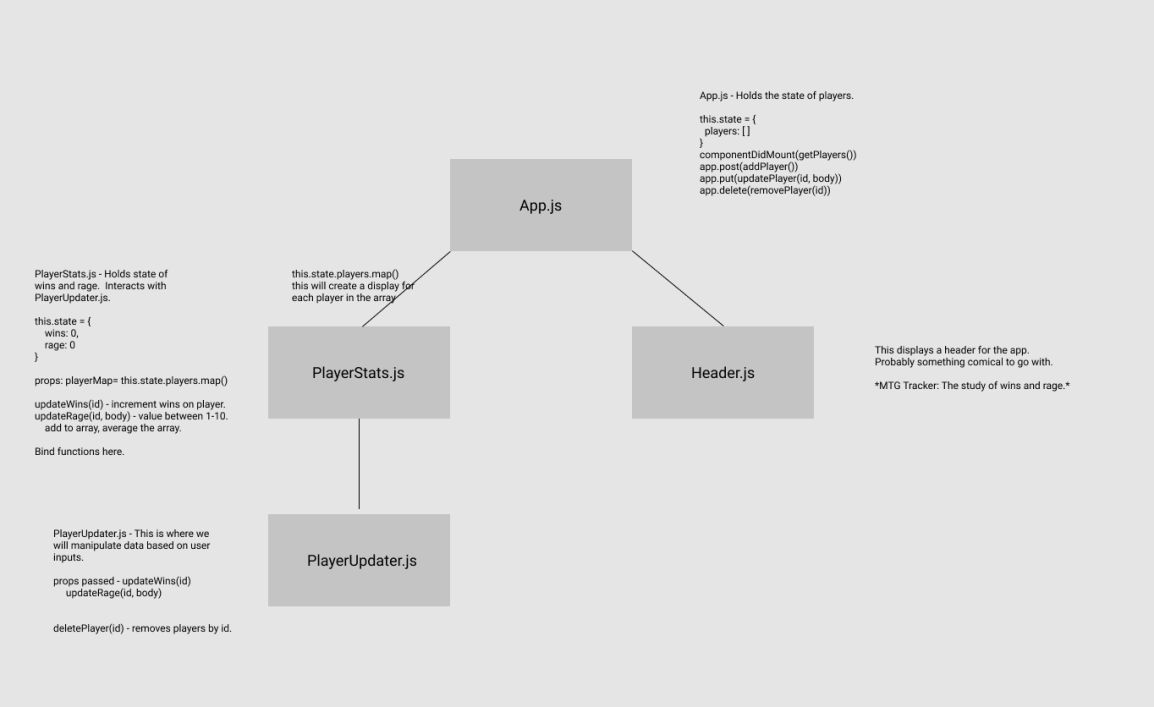 App.js - Holds the state of players.
this.state = {
players: [ ]
}
componentDidMount(getPlayers())
app.post(addPlayer())
app.put(updatePlayer(id, body))
app.delete(removePlayer(id))
App.js
PlayerStats.js - Holds state of
wins and rage.  Interacts with
PlayerUpdater.js.
this.state = {
wins: 0,
rage: 0
}
props: playerMap= this.state.players.map()
updateWins(id) - increment wins on player.
updateRage(id, body) - value between 1-10.
add to array, average the array.
Bind functions here.
this.state.players.map()
this will create a display for
each player in the array
PlayerStats.js
Header.js
This displays a header for the app.
Probably something comical to go with.
*MTG Tracker: The study of wins and rage.*
PlayerUpdater.js - This is where we
will manipulate data based on user
inputs.
props passed - updateWins(id)
updateRage(id, body)
deletePlayer(id) - removes players by id.
PlayerUpdater.js